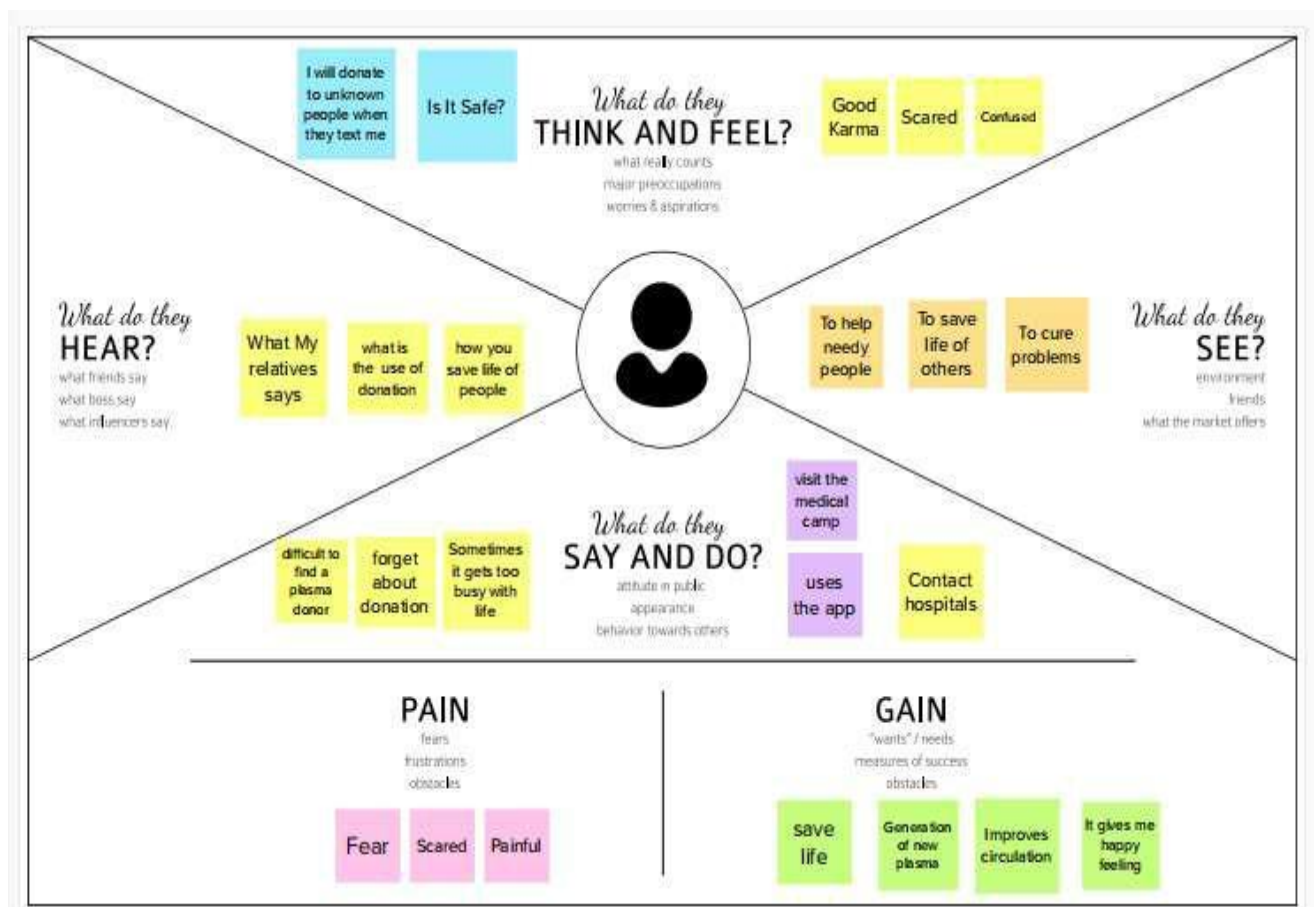 I will donate
to unknown
people when
they text me
Is It Safe?
What do they
THINK AND FEEL?
what really counts
major preoccupations
worries & aspirations
Good
Karma
Scared
Confused
What do they
HEAR?
what friends say
what boss say
what influencers say
What My
relatives
says
what is
the use of
donation
how you
save life of
people
To help
needy
people
To save
life of
others
To cure
problems
What do they
SEE?
environment
friends
what the market offers
difficult to
find a
plasma
donor
forget
about
donation
Sometimes
it gets too
busy with
life
What do they
SAY AND DO?
attitude in public
appearance
behavior towards others
visit the
medical
camp
uses
the app
Contact
hospitals
PAIN
fears
frustrations
obstacles
Fear
Scared
Painful
GAIN
"wants" / needs
measures of success
obstacles
save
life
Generation
of new
plasma
Improves
circulation
It gives me
happy
feeling